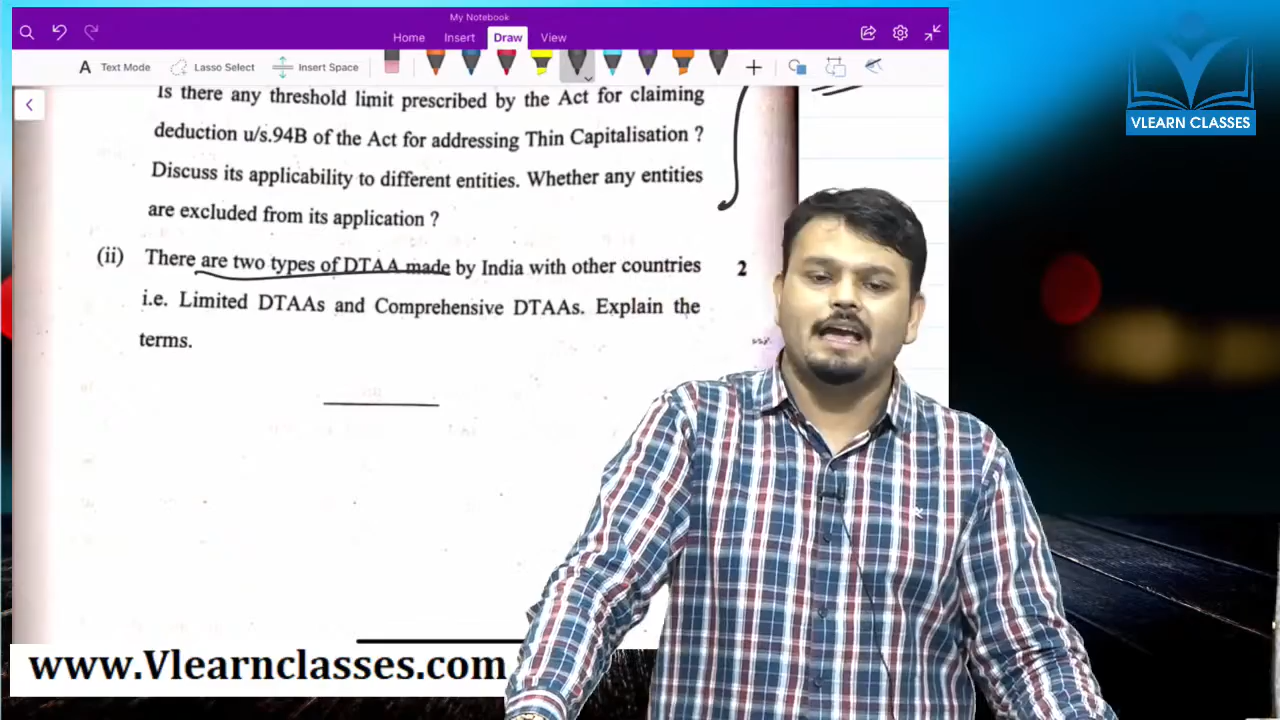 My Notebook
Home Insert Draw View
A Text Mode Lasso Select Insert Space
Is there any threshold limit prescribed by the Act for claiming
deduction u/s.94B of the Act for addressing Thin Capitalisation ?
Discuss its applicability to different entities. Whether any entities
are excluded from its application ?
(ii) There are two types of DTAA made by India with other countries 2
i.e. Limited DTAAs and Comprehensive DTAAs. Explain the
terms.
VLEARN CLASSES
www.Vlearnclasses.com